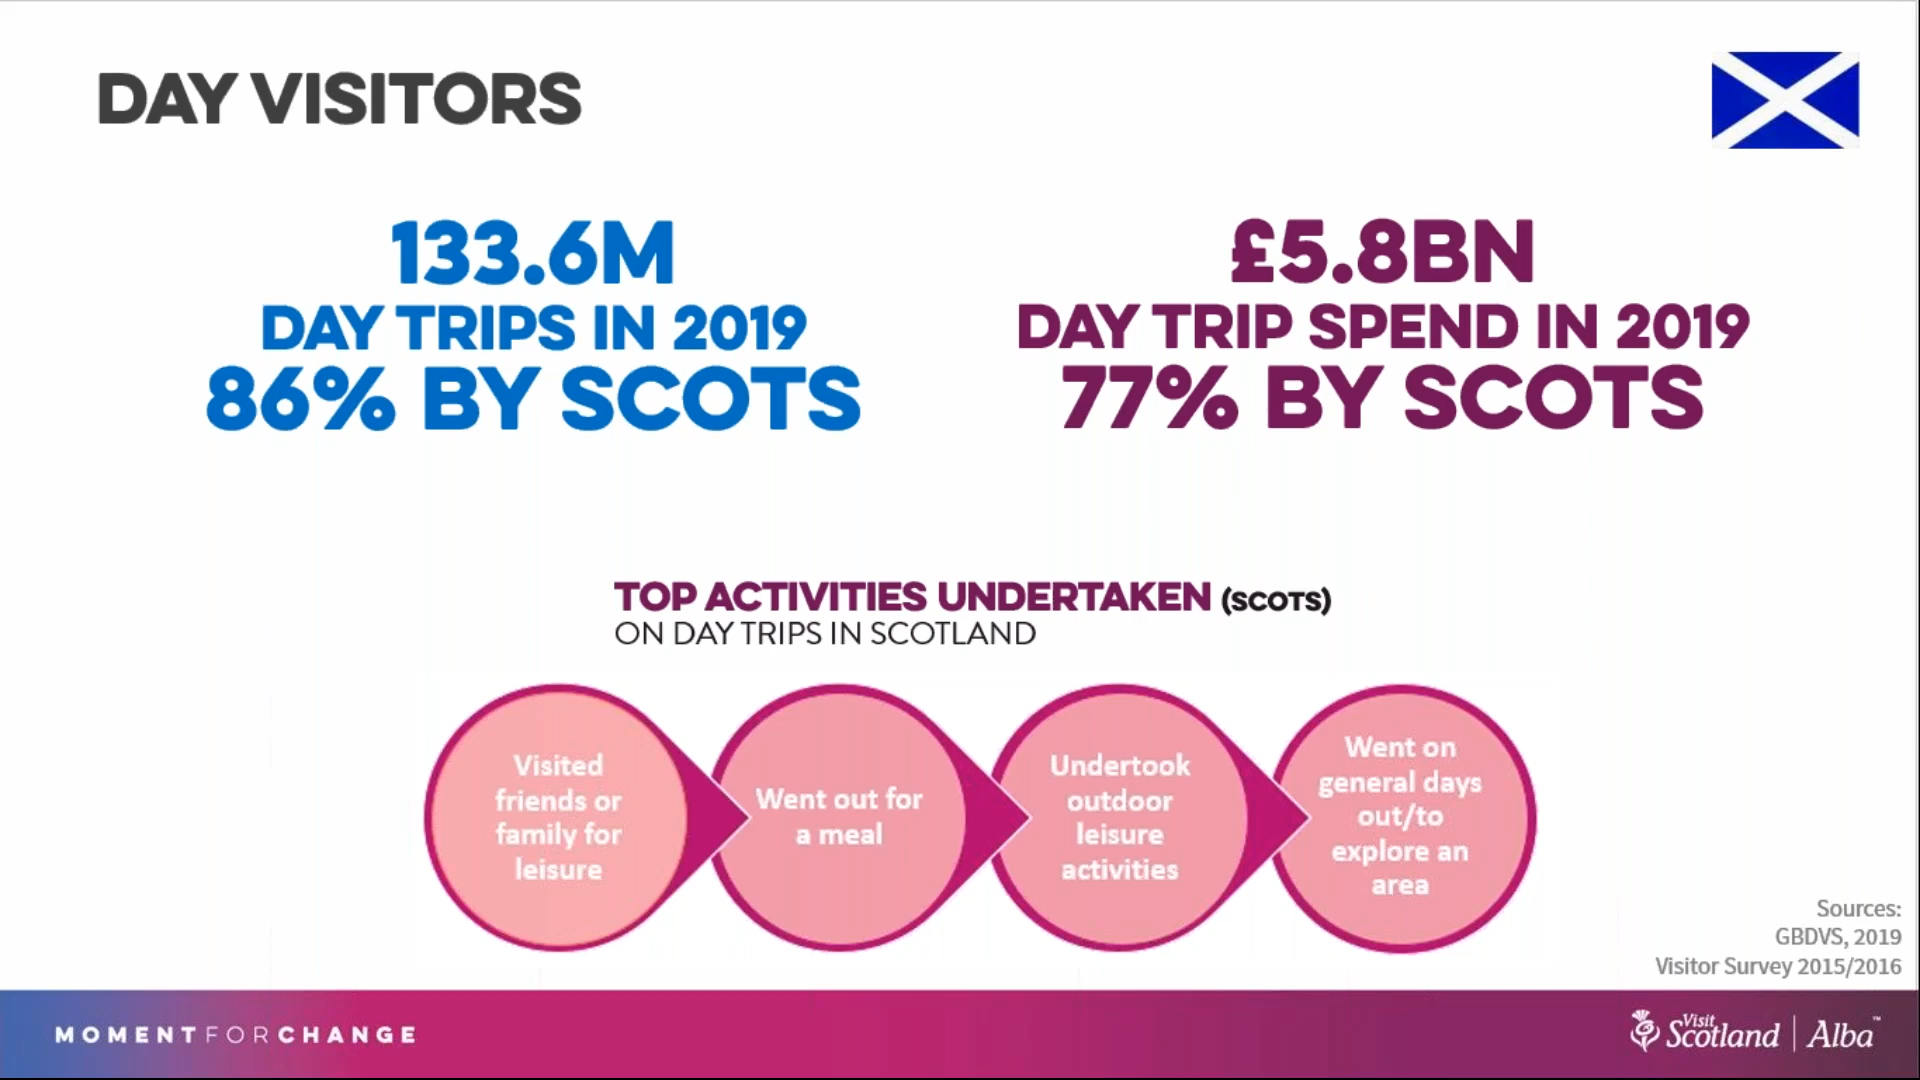 DAY VISITORS
133.6M
DAY TRIPS IN 2019
86% BY SCOTS
£5.8BN
DAY TRIP SPEND IN 2019
77% BY SCOTS
TOP ACTIVITIES UNDERTAKEN (SCOTS)
ON DAY TRIPS IN SCOTLAND
Visited
friends or
family for
leisure
Went out for
a meal
Undertook
outdoor
leisure
activities
Went on
general days
out/to
explore an
area
Sources:
GBDVS, 2019
Visitor Survey 2015/2016
MOMENTFORCHANGE
Visit
Scotland | Alba™